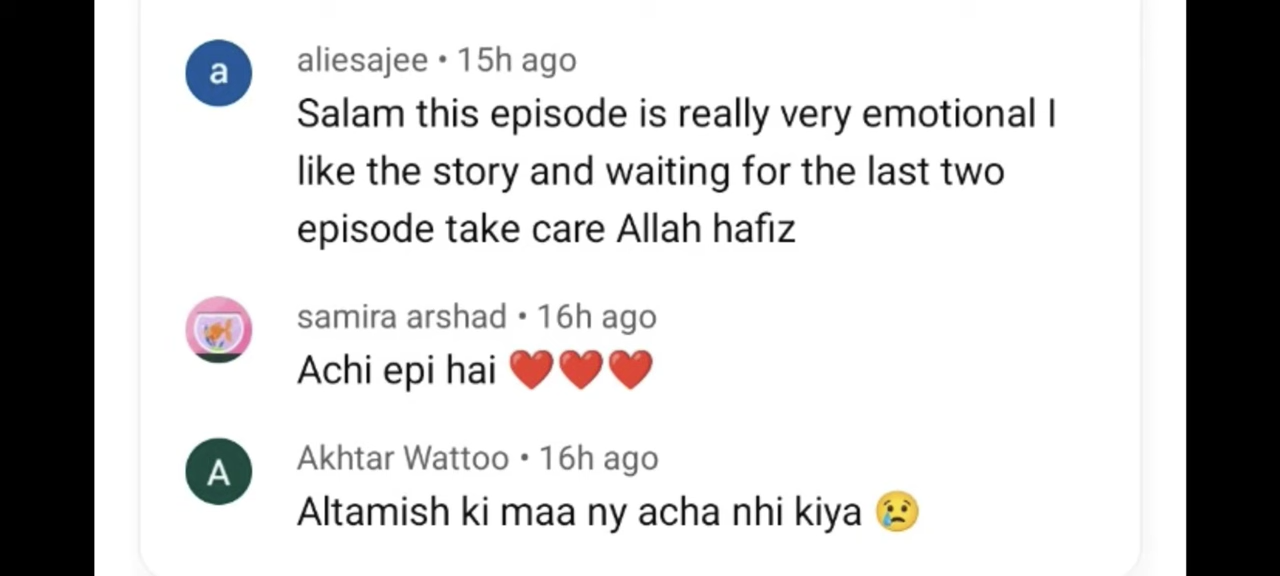 a
aliesajee • 15h ago
Salam this episode is really very emotional I
like the story and waiting for the last two
episode take care Allah hafiz
samira arshad • 16h ago
Achi epi hai ❤️❤️❤️
A
Akhtar Wattoo • 16h ago
Altamish ki maa ny acha nhi kiya 😢